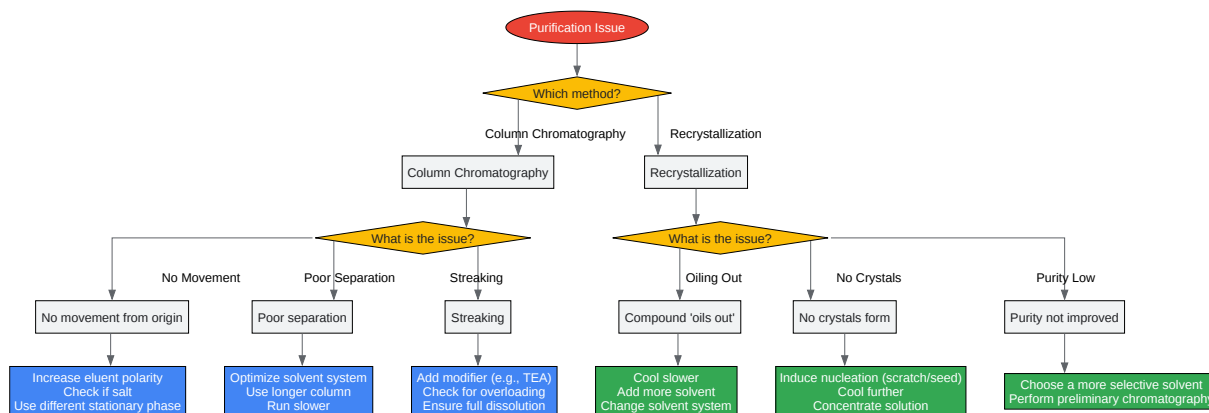 Purification Issue
Which method?
Column Chromatography
Recrystallization
Column Chromatography
Recrystallization
What is the issue?
What is the issue?
No Movement
Poor Separation
Streaking
Oiling Out
No Crystals
Purity Low
No movement from origin
Poor separation
Streaking
Compound 'oils out'
No crystals form
Purity not improved
Increase eluent polarity
Check if salt
Use different stationary phase
Optimize solvent system
Use longer column
Run slower
Add modifier (e.g., TEA)
Check for overloading
Ensure full dissolution
Cool slower
Add more solvent
Change solvent system
Induce nucleation (scratch/seed)
Cool further
Concentrate solution
Choose a more selective solvent
Perform preliminary chromatography